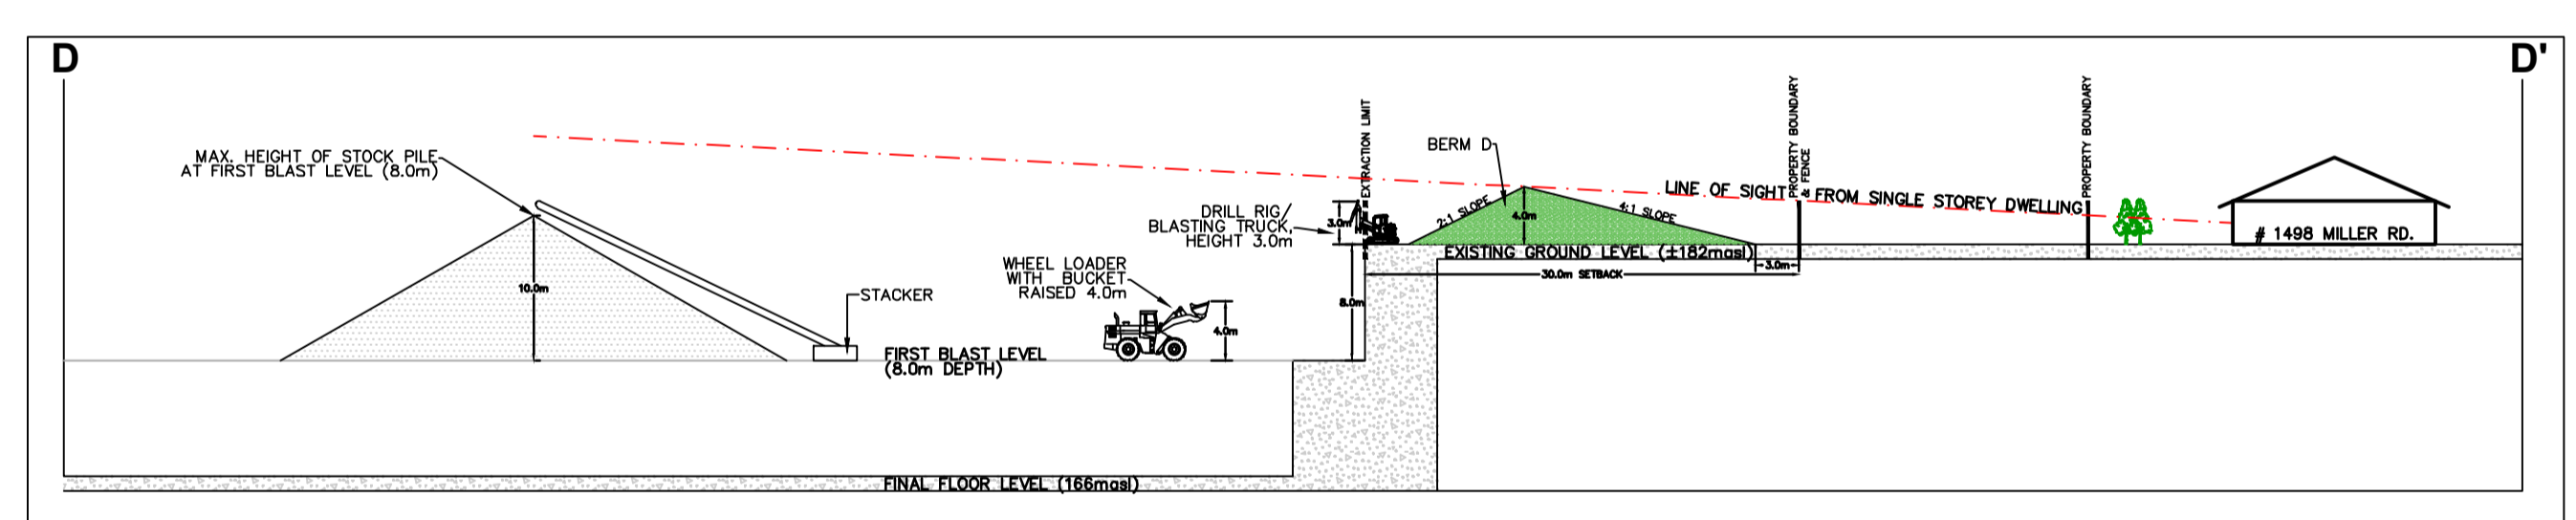 D
D'
MAX. HEIGHT OF STOCK PILE
AT FIRST BLAST LEVEL (8.0m)
10.0m
STACKER
FIRST BLAST LEVEL
(8.0m DEPTH)
WHEEL LOADER
WITH BUCKET
RAISED 4.0m
4.0m
DRILL RIG/
BLASTING TRUCK,
HEIGHT 3.0m
3.0m
EXTRACTION LIMIT
8.0m
BERM D
2:1 SLOPE
4.0m
4:1 SLOPE
EXISTING GROUND LEVEL (±182masl)
3.0m
30.0m SETBACK
PROPERTY BOUNDARY
& FENCE
LINE OF SIGHT FROM SINGLE STOREY DWELLING
PROPERTY BOUNDARY
# 1498 MILLER RD.
FINAL FLOOR LEVEL (166masl)